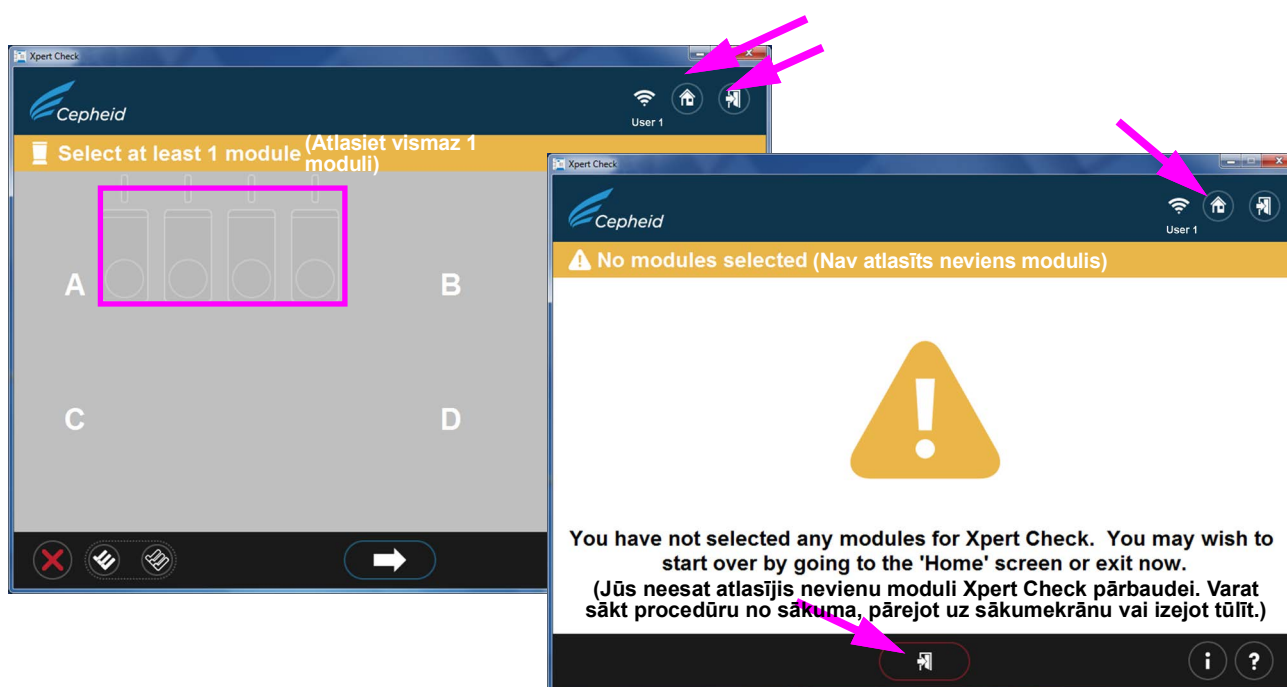 Xpert Check
Cepheid
User 1
Select at least 1 module (Atlasiet vismaz 1
moduli)
A
B
C
D
Xpert Check
Cepheid
User 1
No modules selected (Nav atlasīts neviens modulis)
You have not selected any modules for Xpert Check. You may wish to
start over by going to the 'Home' screen or exit now.
(Jūs neesat atlasījis nevienu moduli Xpert Check pārbaudei. Varat
sākt procedūru no sākuma, pārejot uz sākumekrānu vai izejot tūlīt.)
i
?